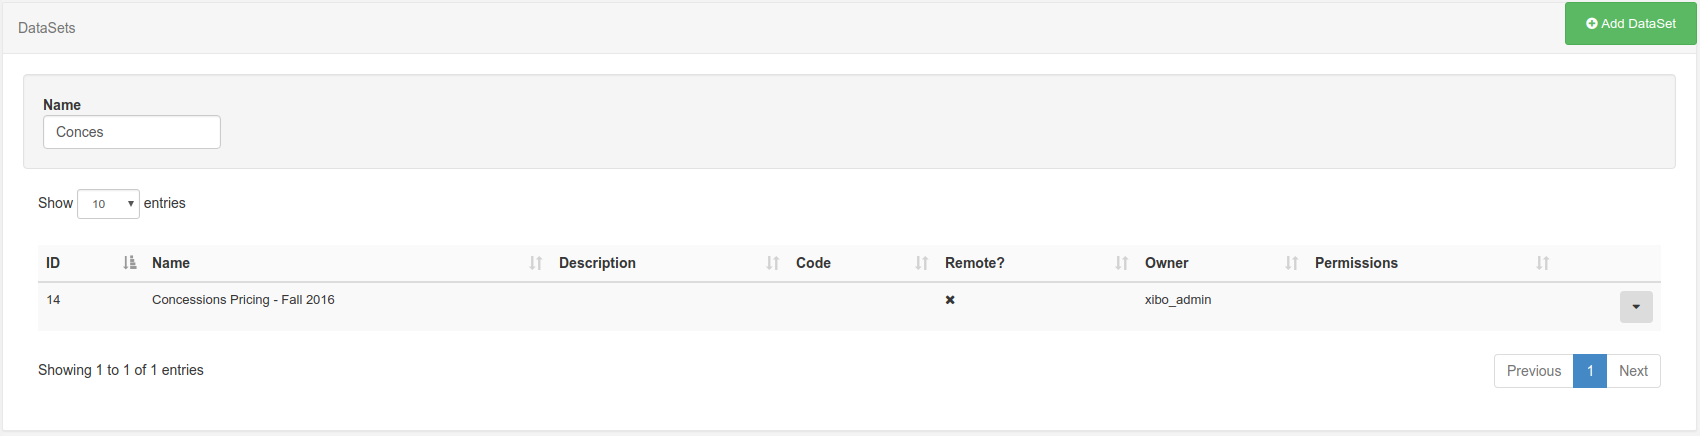 DataSets
Add DataSet
Name
Conces
Show 10 entries
ID Name Description Code Remote? Owner Permissions
14 Concessions Pricing - Fall 2016 xibo_admin
Showing 1 to 1 of 1 entries
Previous 1 Next